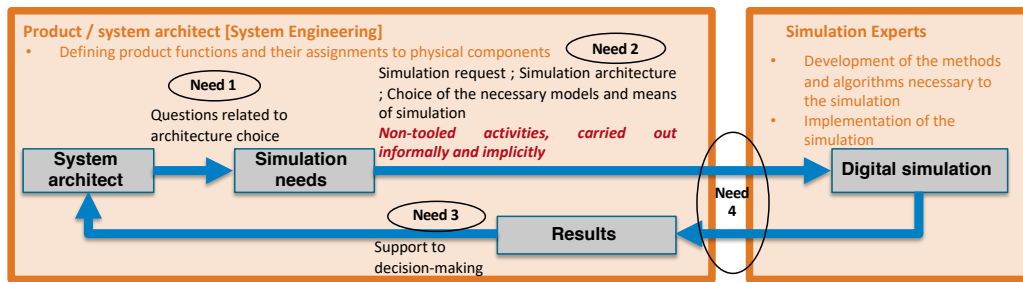 Product / system architect [System Engineering]
• Defining product functions and their assignments to physical components
Need 1
Questions related to
architecture choice
Need 2
Simulation request ; Simulation architecture
; Choice of the necessary models and means
of simulation
Non-tooled activities, carried out
informally and implicitly
System
architect
Simulation
needs
Need 3
Support to
decision-making
Results
Need
4
Simulation Experts
• Development of the methods
and algorithms necessary to
the simulation
• Implementation of the
simulation
Digital simulation